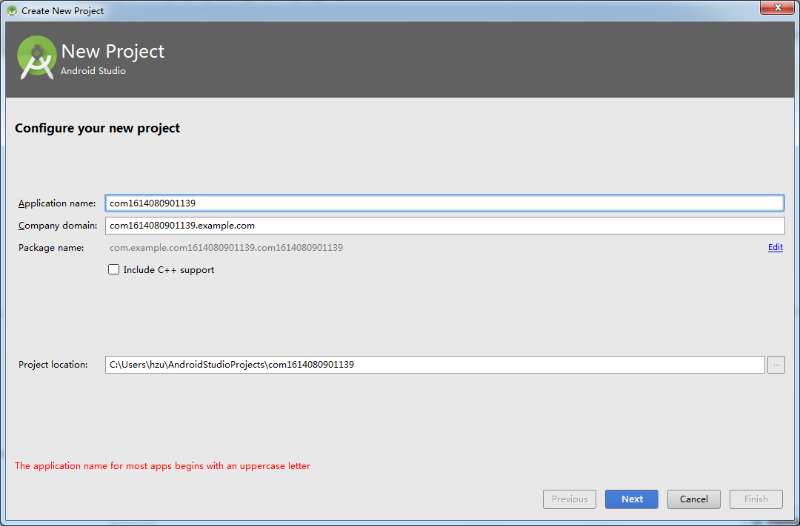 Create New Project
New Project
Android Studio
Configure your new project
Application name: com1614080901139
Company domain: com1614080901139.example.com
Package name: com.example.com1614080901139.com1614080901139 Edit
Include C++ support
Project location: C:\Users\hzu\AndroidStudioProjects\com1614080901139 ...
The application name for most apps begins with an uppercase letter
Previous Next Cancel Finish